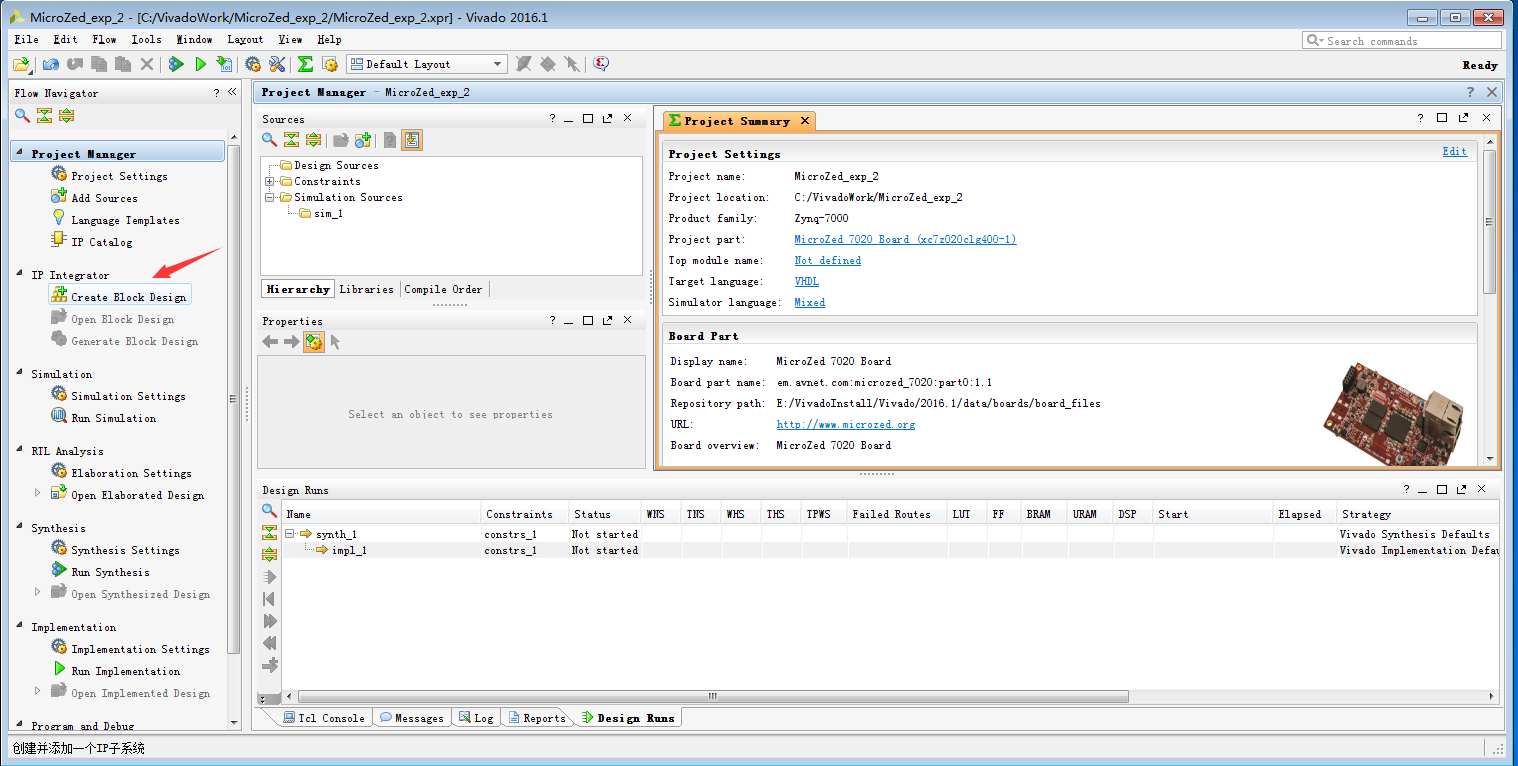 MicroZed_exp_2 - [C:/VivadoWork/MicroZed_exp_2/MicroZed_exp_2.xpr] - Vivado 2016.1
File Edit Flow Tools Window Layout View Help
Search commands
Default Layout
Ready
Flow Navigator
Project Manager
Project Settings
Add Sources
Language Templates
IP Catalog
IP Integrator
Create Block Design
Open Block Design
Generate Block Design
Simulation
Simulation Settings
Run Simulation
RTL Analysis
Elaboration Settings
Open Elaborated Design
Synthesis
Synthesis Settings
Run Synthesis
Open Synthesized Design
Implementation
Implementation Settings
Run Implementation
Open Implemented Design
Program and Debug
Project Manager - MicroZed_exp_2
Sources
Design Sources
Constraints
Simulation Sources
sim_1
Hierarchy Libraries Compile Order
Properties
Select an object to see properties
Project Summary
Project Settings Edit
Project name: MicroZed_exp_2
Project location: C:/VivadoWork/MicroZed_exp_2
Product family: Zynq-7000
Project part: MicroZed 7020 Board (xc7z020clg400-1)
Top module name: Not defined
Target language: VHDL
Simulator language: Mixed
Board Part
Display name: MicroZed 7020 Board
Board part name: em.avnet.com:microzed_7020:part0:1.1
Repository path: E:/VivadoInstall/Vivado/2016.1/data/boards/board_files
URL: http://www.microzed.org
Board overview: MicroZed 7020 Board
Design Runs
Name Constraints Status WNS TNS WHS THS TPWS Failed Routes LUT FF BRAM URAM DSP Start Elapsed Strategy
synth_1 constrs_1 Not started Vivado Synthesis Defaults
impl_1 constrs_1 Not started Vivado Implementation Defau
Tcl Console Messages Log Reports Design Runs
创建并添加一个IP子系统